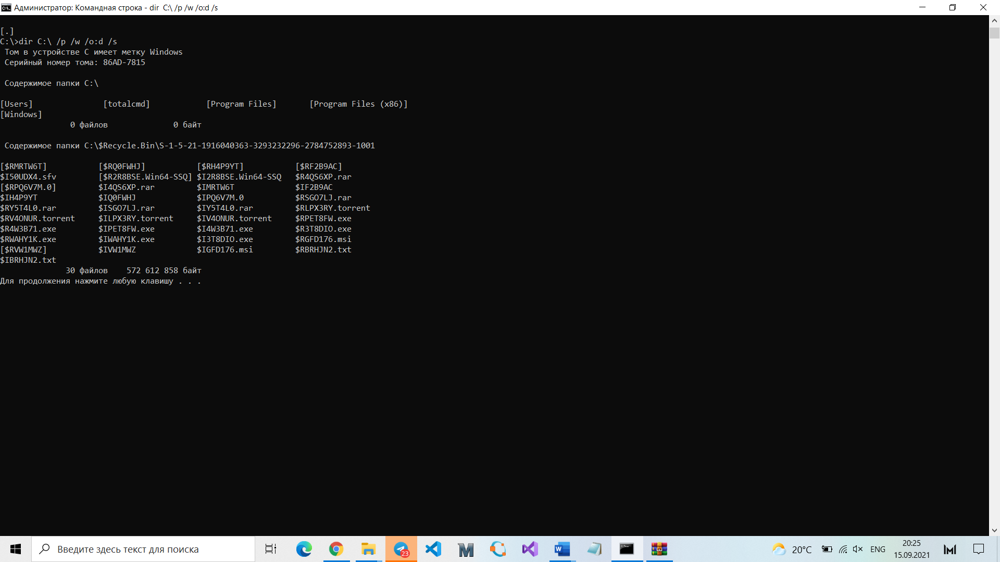 Администратор: Командная строка - dir  C:\ /p /w /o:d /s
[.]
C:\>dir C:\ /p /w /o:d /s
 Том в устройстве C имеет метку Windows
 Серийный номер тома: 86AD-7815
 Содержимое папки C:\
[Users]               [totalcmd]            [Program Files]       [Program Files (x86)]
[Windows]
               0 файлов              0 байт
 Содержимое папки C:\$Recycle.Bin\S-1-5-21-1916040363-3293232296-2784752893-1001
[$RMRTW6T]           [$RQ0FWHJ]           [$RH4P9YT]           [$RF2B9AC]
$I50UDX4.sfv         [$R2R8BSE.Win64-SSQ] $I2R8BSE.Win64-SSQ   $R4QS6XP.rar
[$RPQ6V7M.0]         $I4QS6XP.rar         $IMRTW6T             $IF2B9AC
$IH4P9YT             $IQ0FWHJ             $IPQ6V7M.0           $RSGO7LJ.rar
$RY5T4L0.rar         $ISGO7LJ.rar         $IY5T4L0.rar         $RLPX3RY.torrent
$RV4ONUR.torrent     $ILPX3RY.torrent     $IV4ONUR.torrent     $RPET8FW.exe
$R4W3B71.exe         $IPET8FW.exe         $I4W3B71.exe         $R3T8DIO.exe
$RWAHY1K.exe         $IWAHY1K.exe         $I3T8DIO.exe         $RGFD176.msi
[$RVW1MWZ]           $IVW1MWZ             $IGFD176.msi         $RBRHJN2.txt
$IBRHJN2.txt
              30 файлов    572 612 858 байт
Для продолжения нажмите любую клавишу . . .
Введите здесь текст для поиска
23
20°C
ENG
20:25
15.09.2021